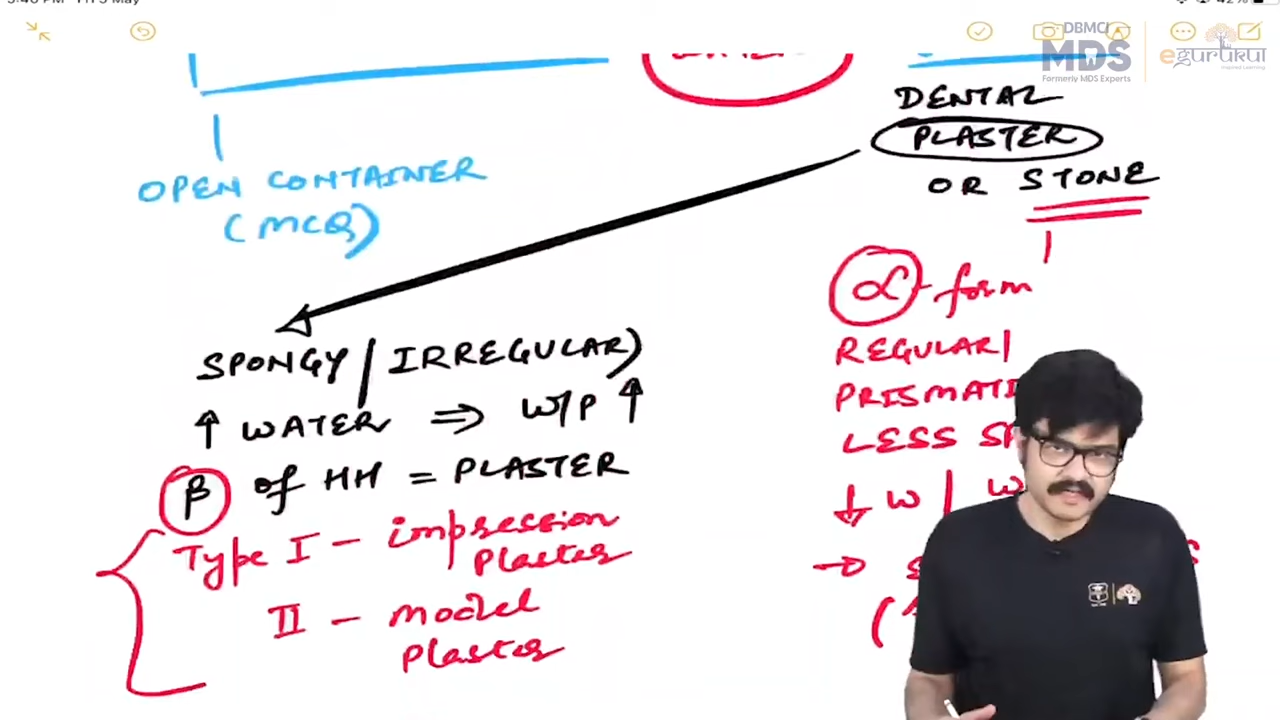 DBMCI
MDS
Formerly MDS Experts
egurukul
DENTAL
PLASTER
OR STONE
OPEN CONTAINER
(MCQ)
SPONGY / IRREGULAR)
↑ WATER ⇒ W/P ↑
β of HH = PLASTER
Type I - impression
plaster
II - model
plaster
α - form
REGULAR/
LESS
↓ W /